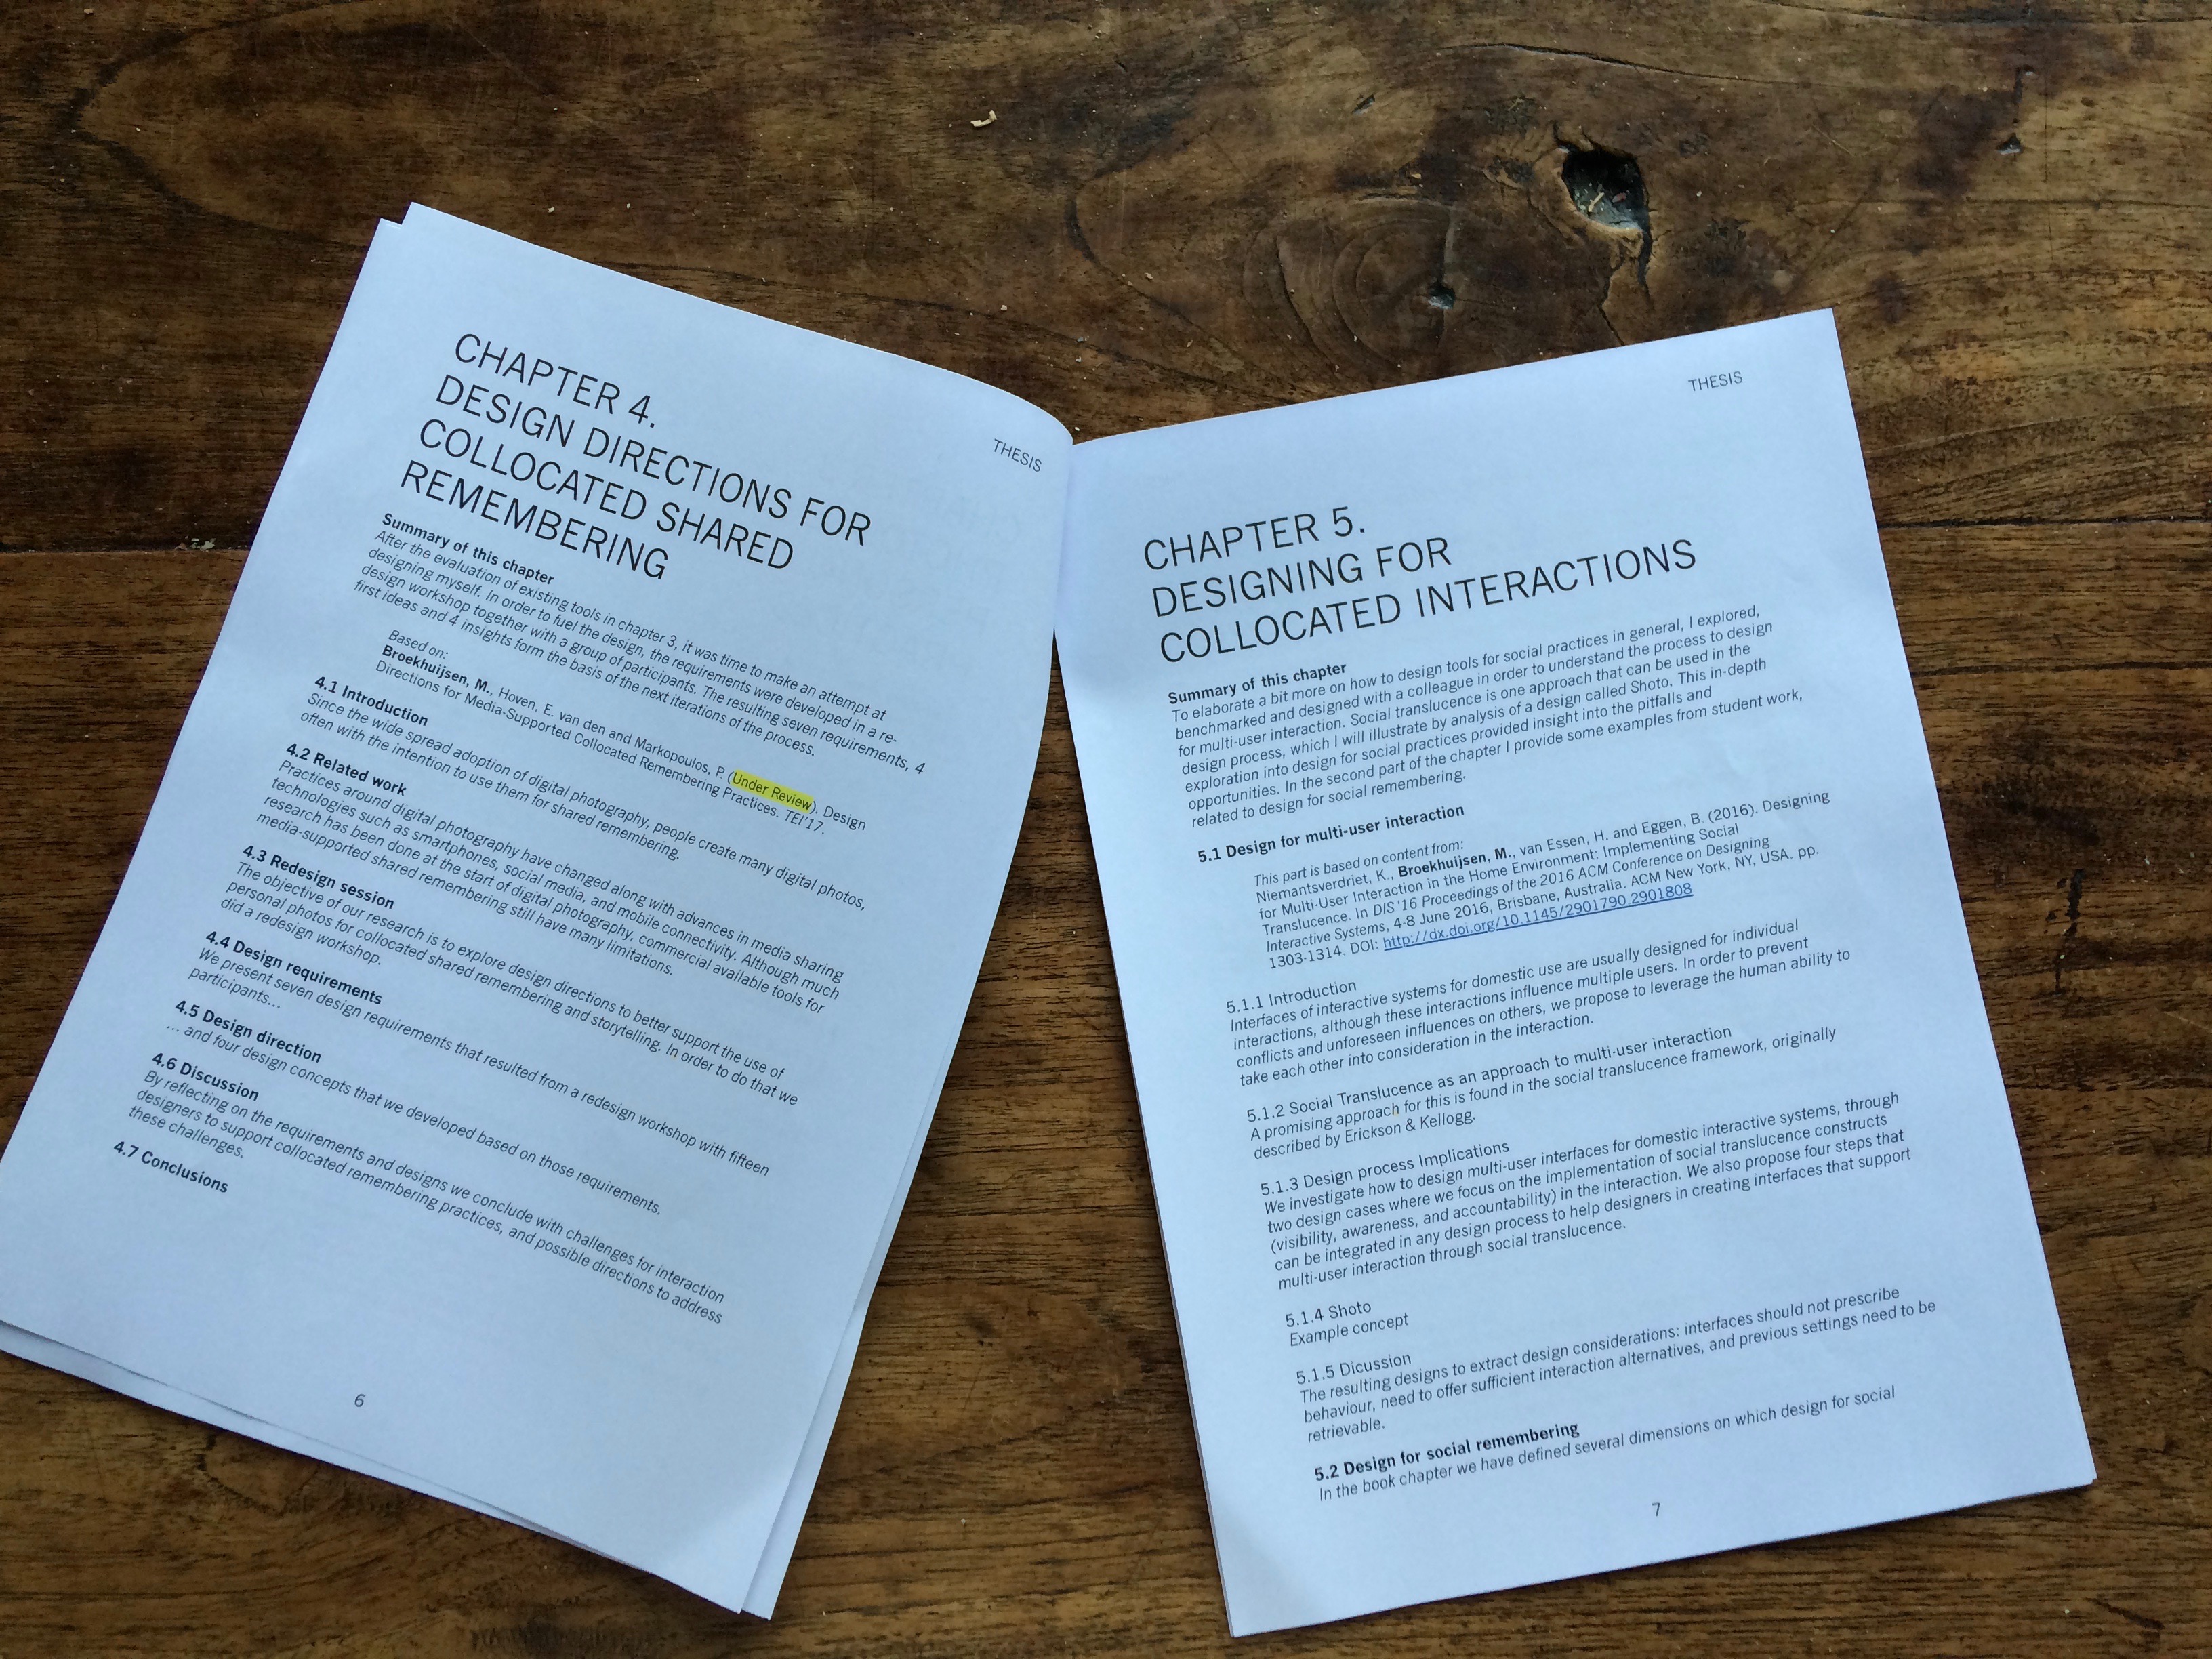 THESIS
CHAPTER 4.
DESIGN DIRECTIONS FOR
COLLOCATED SHARED
REMEMBERING
Summary of this chapter
After the evaluation of existing tools in chapter 3, it was time to make an attempt at
designing myself. In order to fuel the design, the requirements were developed in a re-
design workshop together with a group of participants. The resulting seven requirements, 4
first ideas and 4 insights form the basis of the next iterations of the process.
Based on:
Broekhuijsen, M., Hoven, E. van den and Markopoulos, P. (Under Review). Design
Directions for Media-Supported Collocated Remembering Practices. TEI'17.
4.1 Introduction
Since the wide spread adoption of digital photography, people create many digital photos,
often with the intention to use them for shared remembering.
4.2 Related work
Practices around digital photography have changed along with advances in media sharing
technologies such as smartphones, social media, and mobile connectivity. Although much
research has been done at the start of digital photography, commercial available tools for
media-supported shared remembering still have many limitations.
4.3 Redesign session
The objective of our research is to explore design directions to better support the use of
personal photos for collocated shared remembering and storytelling. In order to do that we
did a redesign workshop.
4.4 Design requirements
We present seven design requirements that resulted from a redesign workshop with fifteen
participants...
4.5 Design direction
... and four design concepts that we developed based on those requirements.
4.6 Discussion
By reflecting on the requirements and designs we conclude with challenges for interaction
designers to support collocated remembering practices, and possible directions to address
these challenges.
4.7 Conclusions
6
THESIS
CHAPTER 5.
DESIGNING FOR
COLLOCATED INTERACTIONS
Summary of this chapter
To elaborate a bit more on how to design tools for social practices in general, I explored,
benchmarked and designed with a colleague in order to understand the process to design
for multi-user interaction. Social translucence is one approach that can be used in the
design process, which I will illustrate by analysis of a design called Shoto. This in-depth
exploration into design for social practices provided insight into the pitfalls and
opportunities. In the second part of the chapter I provide some examples from student work,
related to design for social remembering.
5.1 Design for multi-user interaction
This part is based on content from:
Niemantsverdriet, K., Broekhuijsen, M., van Essen, H. and Eggen, B. (2016). Designing
for Multi-User Interaction in the Home Environment: Implementing Social
Translucence. In DIS '16 Proceedings of the 2016 ACM Conference on Designing
Interactive Systems, 4-8 June 2016, Brisbane, Australia. ACM New York, NY, USA. pp.
1303-1314. DOI: http://dx.doi.org/10.1145/2901790.2901808
5.1.1 Introduction
Interfaces of interactive systems for domestic use are usually designed for individual
interactions, although these interactions influence multiple users. In order to prevent
conflicts and unforeseen influences on others, we propose to leverage the human ability to
take each other into consideration in the interaction.
5.1.2 Social Translucence as an approach to multi-user interaction
A promising approach for this is found in the social translucence framework, originally
described by Erickson & Kellogg.
5.1.3 Design process Implications
We investigate how to design multi-user interfaces for domestic interactive systems, through
two design cases where we focus on the implementation of social translucence constructs
(visibility, awareness, and accountability) in the interaction. We also propose four steps that
can be integrated in any design process to help designers in creating interfaces that support
multi-user interaction through social translucence.
5.1.4 Shoto
Example concept
5.1.5 Dicussion
The resulting designs to extract design considerations: interfaces should not prescribe
behaviour, need to offer sufficient interaction alternatives, and previous settings need to be
retrievable.
5.2 Design for social remembering
In the book chapter we have defined several dimensions on which design for social
7